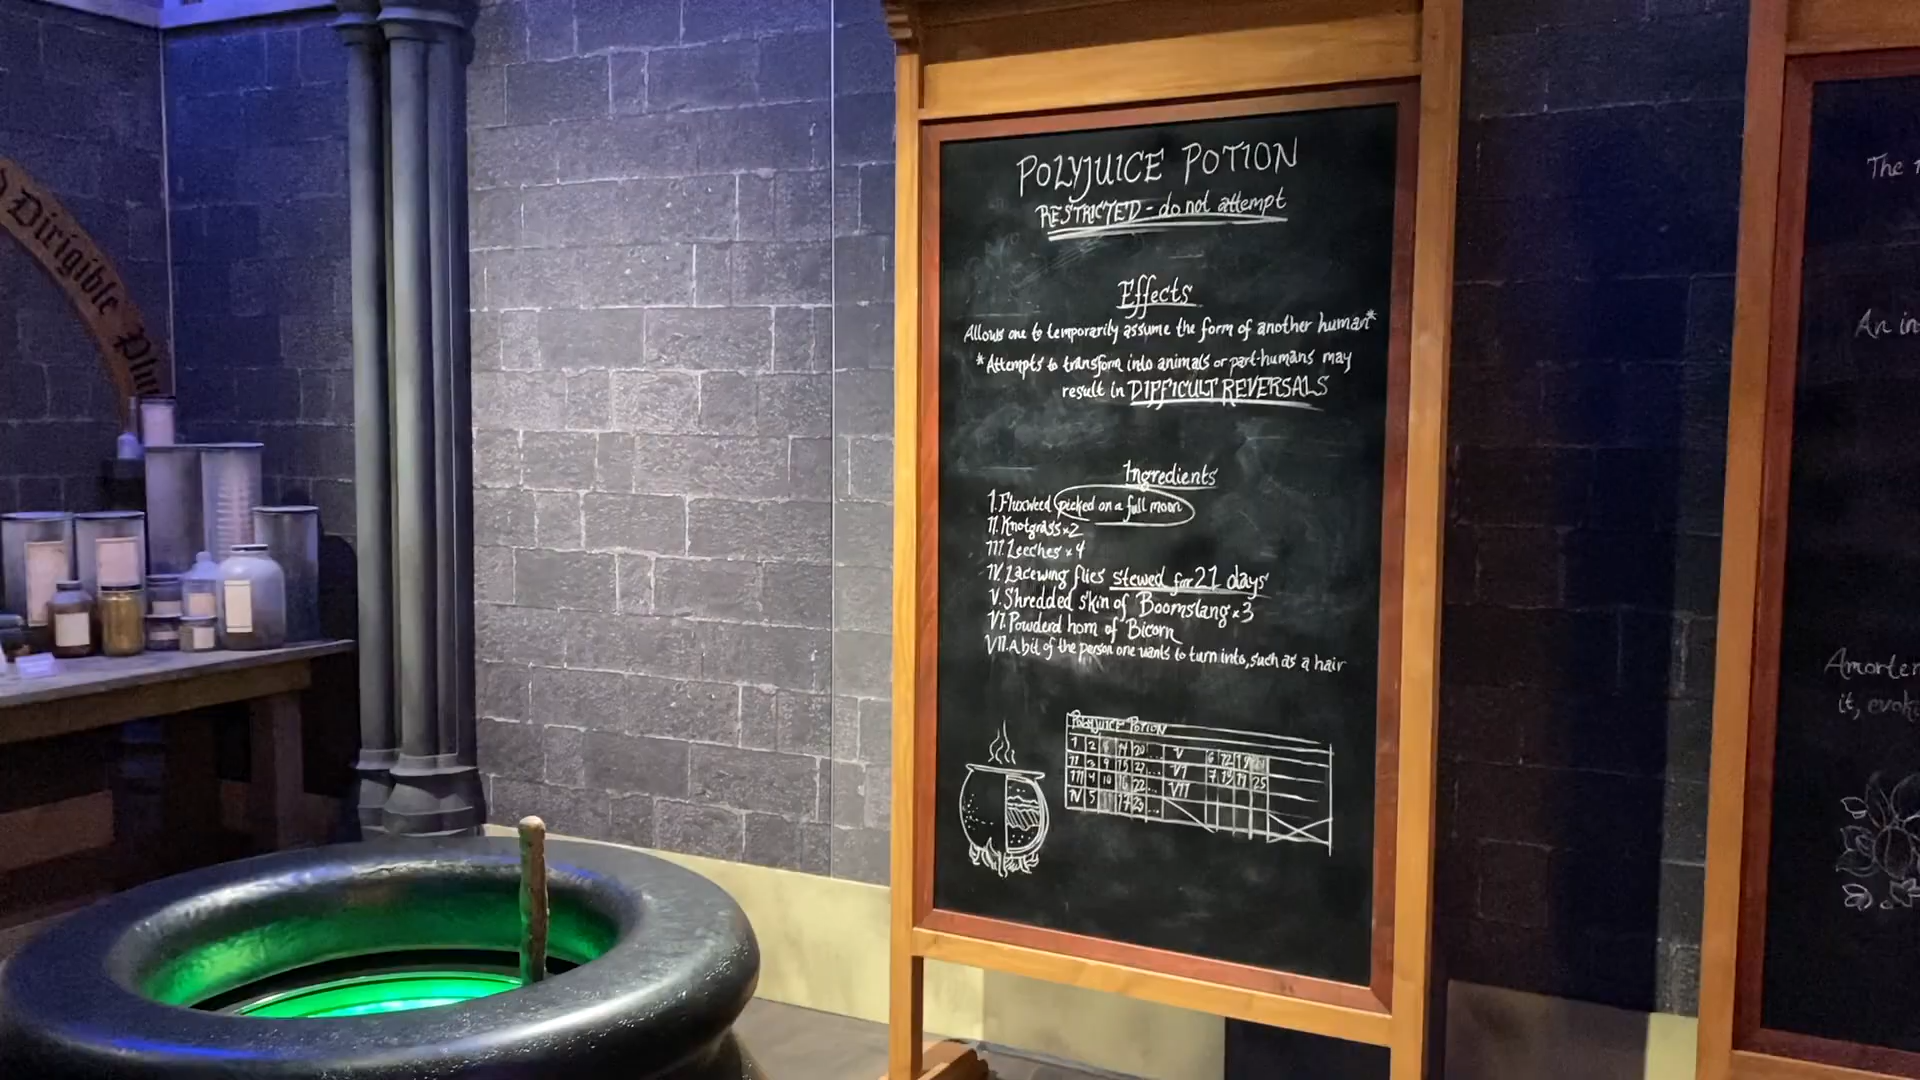 Dirigible Plu
POLYJUICE POTION
RESTRICTED - do not attempt
Effects
Allows one to temporarily assume the form of another human*
*Attempts to transform into animals or part-humans may
result in DIFFICULT REVERSALS
Ingredients
I. Fluxweed picked on a full moon
II. Knotgrass x2
III. Leeches x 4
IV. Lacewing flies stewed for 21 days
V. Shredded skin of Boomslang x3
VI. Powderd horn of Bicorn
VII. A bit of the person one wants to turn into, such as a hair
POLYJUICE POTION
The
An in
Amorten
it, evoke